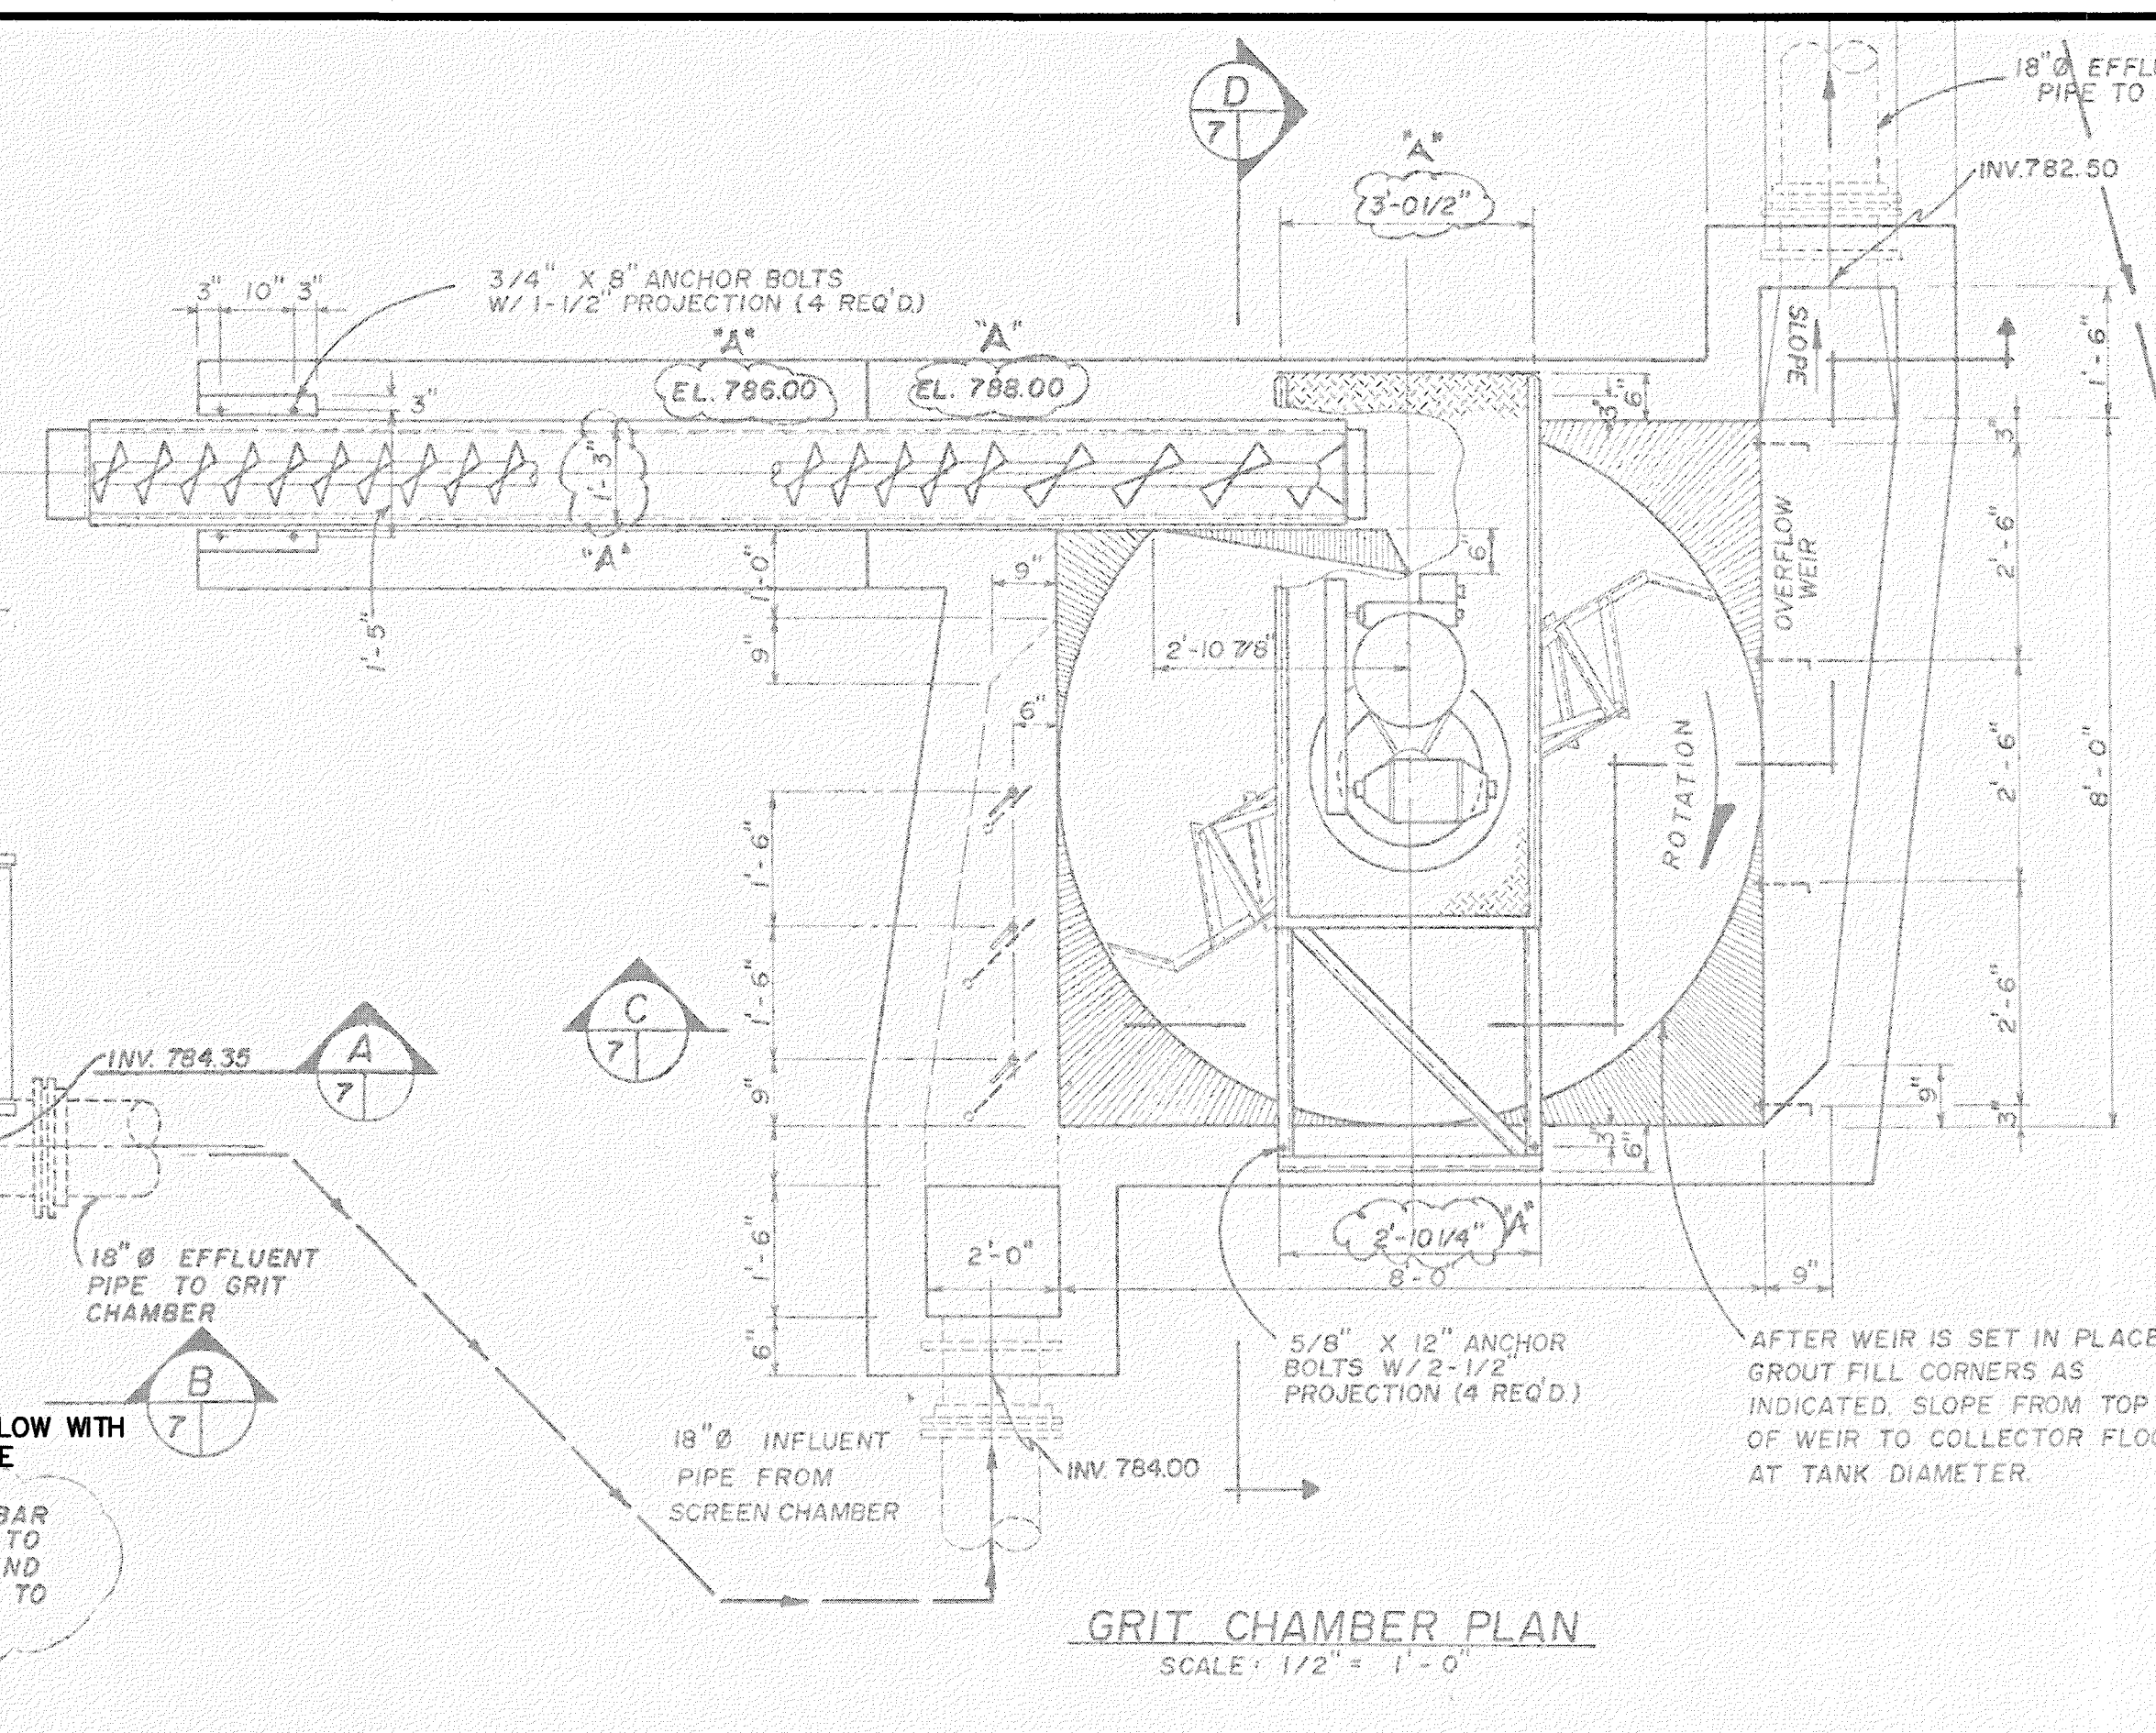 18"Ø EFFLU
PIPE TO
D
7
"A"
3'-0 1/2"
INV. 782.50
3/4" X 8" ANCHOR BOLTS
W/ 1-1/2" PROJECTION (4 REQ'D.)
3" 10" 3"
"A"
"A"
EL. 786.00
EL. 788.00
SLOPE
1'-6"
3"
3"
6"
3"
1'-3"
"A"
1'-5"
1'-0"
9"
9"
6"
2'-10 7/8"
6"
OVERFLOW
WEIR
2'-6"
2'-6"
8'-0"
ROTATION
1'-6"
1'-6"
9"
2'-6"
9"
3"
3"
6"
C
7
A
7
INV. 784.35
18"Ø EFFLUENT
PIPE TO GRIT
CHAMBER
B
7
LOW WITH
E
BAR
TO
ND
TO
1'-6"
6"
2'-0"
2'-10 1/4"
"A"
8'-0"
9"
5/8" X 12" ANCHOR
BOLTS W/ 2-1/2"
PROJECTION (4 REQ'D.)
AFTER WEIR IS SET IN PLACE
GROUT FILL CORNERS AS
INDICATED. SLOPE FROM TOP
OF WEIR TO COLLECTOR FLOO
AT TANK DIAMETER.
18"Ø INFLUENT
PIPE FROM
SCREEN CHAMBER
INV. 784.00
GRIT CHAMBER PLAN
SCALE: 1/2" = 1'-0"